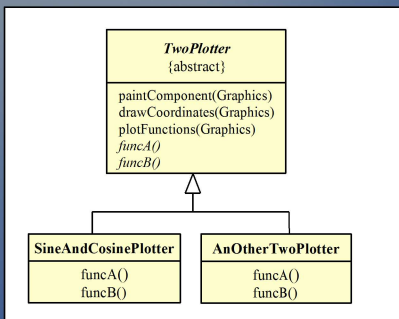 TwoPlotter
{abstract}
paintComponent(Graphics)
drawCoordinates(Graphics)
plotFunctions(Graphics)
funcA()
funcB()
SineAndCosinePlotter
funcA()
funcB()
AnOtherTwoPlotter
funcA()
funcB()